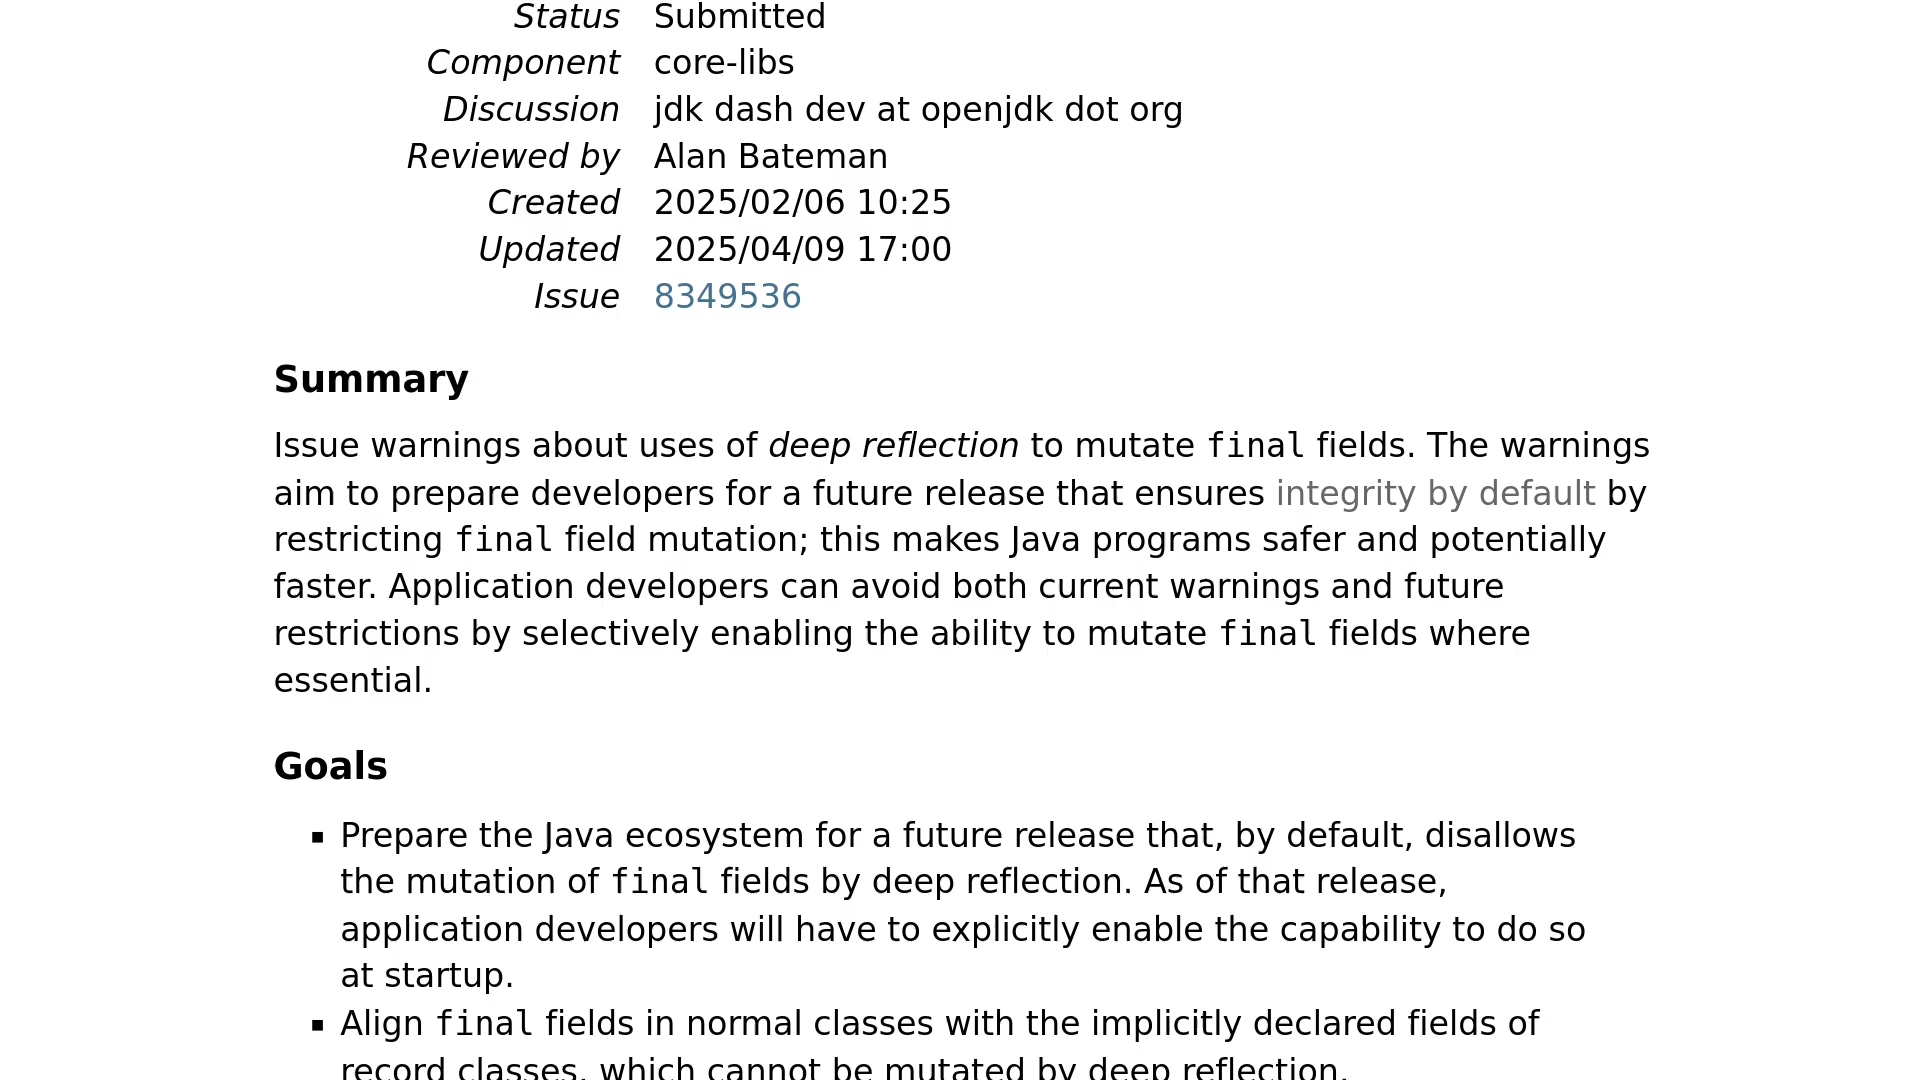 Status Submitted
Component core-libs
Discussion jdk dash dev at openjdk dot org
Reviewed by Alan Bateman
Created 2025/02/06 10:25
Updated 2025/04/09 17:00
Issue 8349536
Summary
Issue warnings about uses of deep reflection to mutate final fields. The warnings
aim to prepare developers for a future release that ensures integrity by default by
restricting final field mutation; this makes Java programs safer and potentially
faster. Application developers can avoid both current warnings and future
restrictions by selectively enabling the ability to mutate final fields where
essential.
Goals
▪ Prepare the Java ecosystem for a future release that, by default, disallows
the mutation of final fields by deep reflection. As of that release,
application developers will have to explicitly enable the capability to do so
at startup.
▪ Align final fields in normal classes with the implicitly declared fields of
record classes, which cannot be mutated by deep reflection.